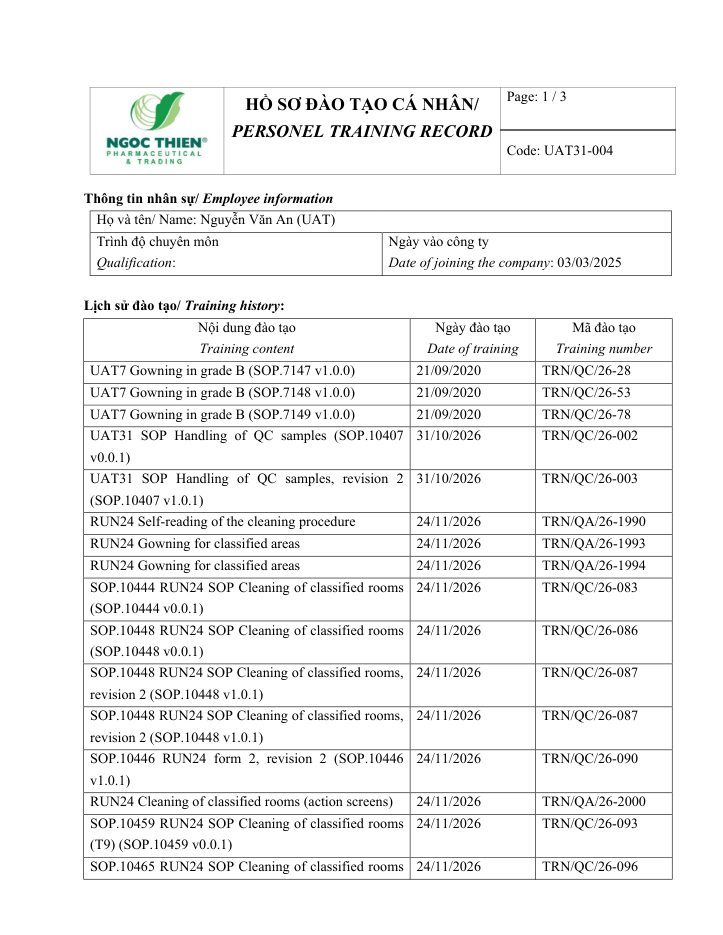 NGOC THIEN®
PHARMACEUTICAL
& TRADING
HỒ SƠ ĐÀO TẠO CÁ NHÂN/
PERSONEL TRAINING RECORD
Page: 1 / 3
Code: UAT31-004
Thông tin nhân sự/ Employee information
Họ và tên/ Name: Nguyễn Văn An (UAT)
Trình độ chuyên môn
Qualification:
Ngày vào công ty
Date of joining the company: 03/03/2025
Lịch sử đào tạo/ Training history:
Nội dung đào tạo
Training content
Ngày đào tạo
Date of training
Mã đào tạo
Training number
UAT7 Gowning in grade B (SOP.7147 v1.0.0) 21/09/2020 TRN/QC/26-28
UAT7 Gowning in grade B (SOP.7148 v1.0.0) 21/09/2020 TRN/QC/26-53
UAT7 Gowning in grade B (SOP.7149 v1.0.0) 21/09/2020 TRN/QC/26-78
UAT31 SOP Handling of QC samples (SOP.10407 31/10/2026 TRN/QC/26-002
v0.0.1)
UAT31 SOP Handling of QC samples, revision 2 31/10/2026 TRN/QC/26-003
(SOP.10407 v1.0.1)
RUN24 Self-reading of the cleaning procedure 24/11/2026 TRN/QA/26-1990
RUN24 Gowning for classified areas 24/11/2026 TRN/QA/26-1993
RUN24 Gowning for classified areas 24/11/2026 TRN/QA/26-1994
SOP.10444 RUN24 SOP Cleaning of classified rooms 24/11/2026 TRN/QC/26-083
(SOP.10444 v0.0.1)
SOP.10448 RUN24 SOP Cleaning of classified rooms 24/11/2026 TRN/QC/26-086
(SOP.10448 v0.0.1)
SOP.10448 RUN24 SOP Cleaning of classified rooms, 24/11/2026 TRN/QC/26-087
revision 2 (SOP.10448 v1.0.1)
SOP.10448 RUN24 SOP Cleaning of classified rooms, 24/11/2026 TRN/QC/26-087
revision 2 (SOP.10448 v1.0.1)
SOP.10446 RUN24 form 2, revision 2 (SOP.10446 24/11/2026 TRN/QC/26-090
v1.0.1)
RUN24 Cleaning of classified rooms (action screens) 24/11/2026 TRN/QA/26-2000
SOP.10459 RUN24 SOP Cleaning of classified rooms 24/11/2026 TRN/QC/26-093
(T9) (SOP.10459 v0.0.1)
SOP.10465 RUN24 SOP Cleaning of classified rooms 24/11/2026 TRN/QC/26-096